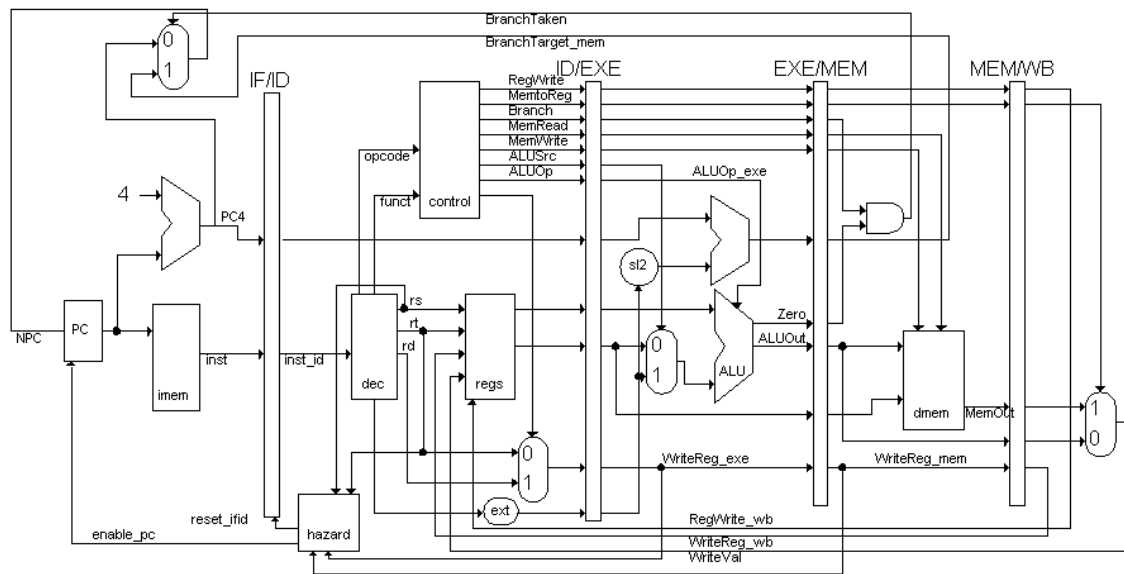 BranchTaken
0
BranchTarget_mem
1
IF/ID
ID/EXE
EXE/MEM
MEM/WB
RegWrite
MemtoReg
Branch
MemRead
MemWrite
opcode
ALUSrc
ALUOp
ALUOp_exe
4
funct
control
PC4
sl2
rs
Zero
PC
rt
NPC
rd
0
ALUOut
inst
inst_id
1
ALU
imem
dec
regs
dmem
MemOut
1
0
0
WriteReg_exe
WriteReg_mem
1
ext
reset_ifid
RegWrite_wb
enable_pc
hazard
WriteReg_wb
WriteVal